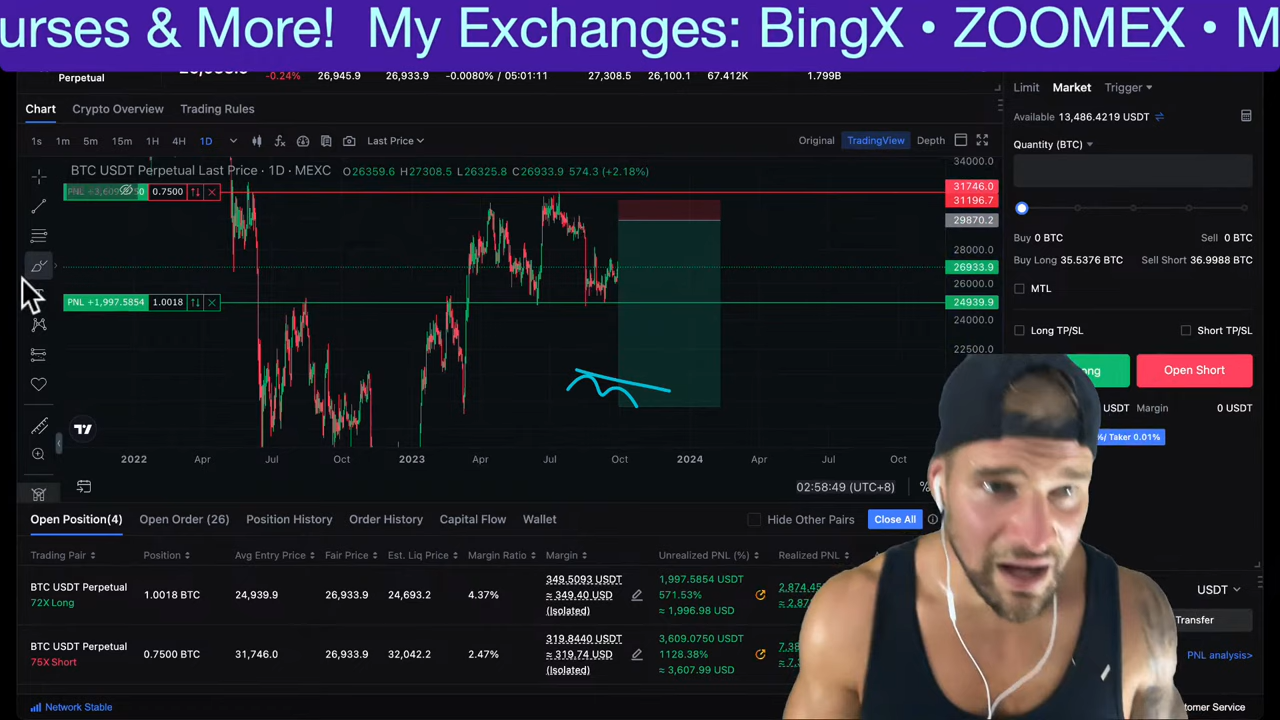 urses & More! My Exchanges: BingX • ZOOMEX • M
Perpetual -0.24% 26,945.9 26,933.9 -0.0080% / 05:01:11 27,308.5 26,100.1 67.412K 1.799B
Chart Crypto Overview Trading Rules
Limit Market Trigger
Available 13,486.4219 USDT
1s 1m 5m 15m 1H 4H 1D Last Price Original TradingView Depth
Quantity (BTC)
BTC USDT Perpetual Last Price · 1D · MEXC O26359.6 H27308.5 L26325.8 C26933.9 574.3 (+2.18%)
34000.0
0.7500
31746.0
31196.7
29870.2
28000.0
26933.9
PNL +1,997.5854 1.0018
24939.9
24000.0
22500.0
Buy 0 BTC Sell 0 BTC
Buy Long 35.5376 BTC Sell Short 36.9988 BTC
MTL
Long TP/SL Short TP/SL
Open Short
USDT Margin 0 USDT
%/ Taker 0.01%
2022 Apr Jul Oct 2023 Apr Jul Oct 2024 Apr Jul Oct
02:58:49 (UTC+8) %
Open Position(4) Open Order (26) Position History Order History Capital Flow Wallet Hide Other Pairs Close All
Trading Pair Position Avg Entry Price Fair Price Est. Liq Price Margin Ratio Margin Unrealized PNL (%) Realized PNL
BTC USDT Perpetual
72X Long
1.0018 BTC 24,939.9 26,933.9 24,693.2 4.37%
349.5093 USDT
≈ 349.40 USD
(Isolated)
1,997.5854 USDT
571.53%
≈ 1,996.98 USD
BTC USDT Perpetual
75X Short
0.7500 BTC 31,746.0 26,933.9 32,042.2 2.47%
319.8440 USDT
≈ 319.74 USD
(Isolated)
3,609.0750 USDT
1128.38%
≈ 3,607.99 USD
USDT
Transfer
PNL analysis>
Network Stable